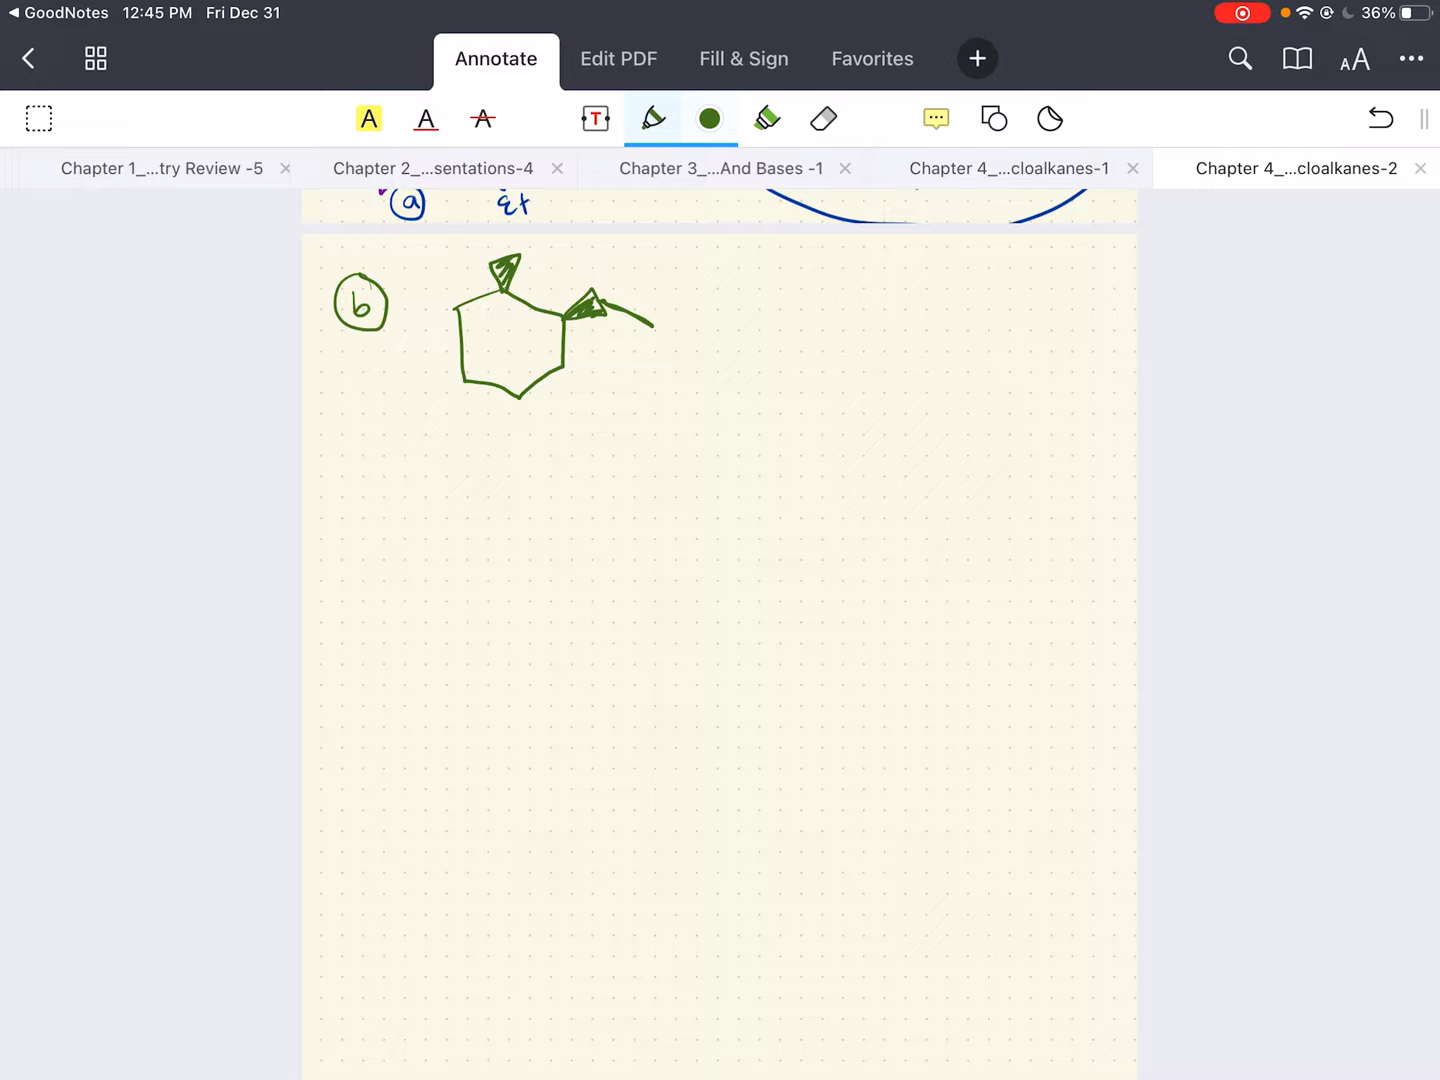 GoodNotes 12:45 PM Fri Dec 31 36%
Annotate Edit PDF Fill & Sign Favorites AA
A A A T
Chapter 1_...try Review -5 Chapter 2_...sentations-4 Chapter 3_...And Bases -1 Chapter 4_...cloalkanes-1 Chapter 4_...cloalkanes-2
a
b